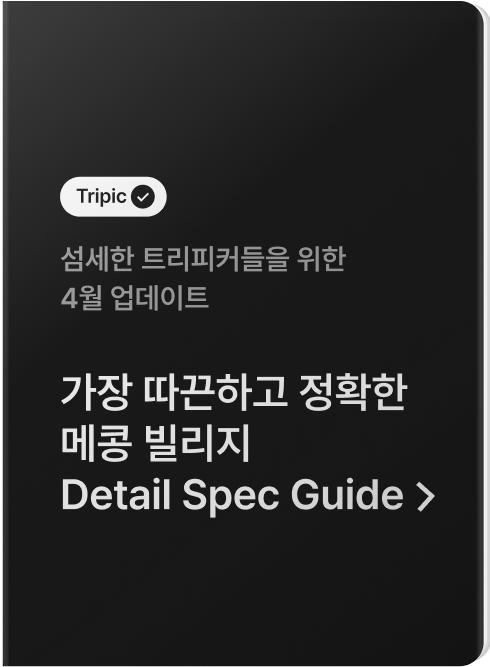 Tripic
섬세한 트리피커들을 위한
4월 업데이트
가장 따끈하고 정확한
메콩 빌리지
Detail Spec Guide >